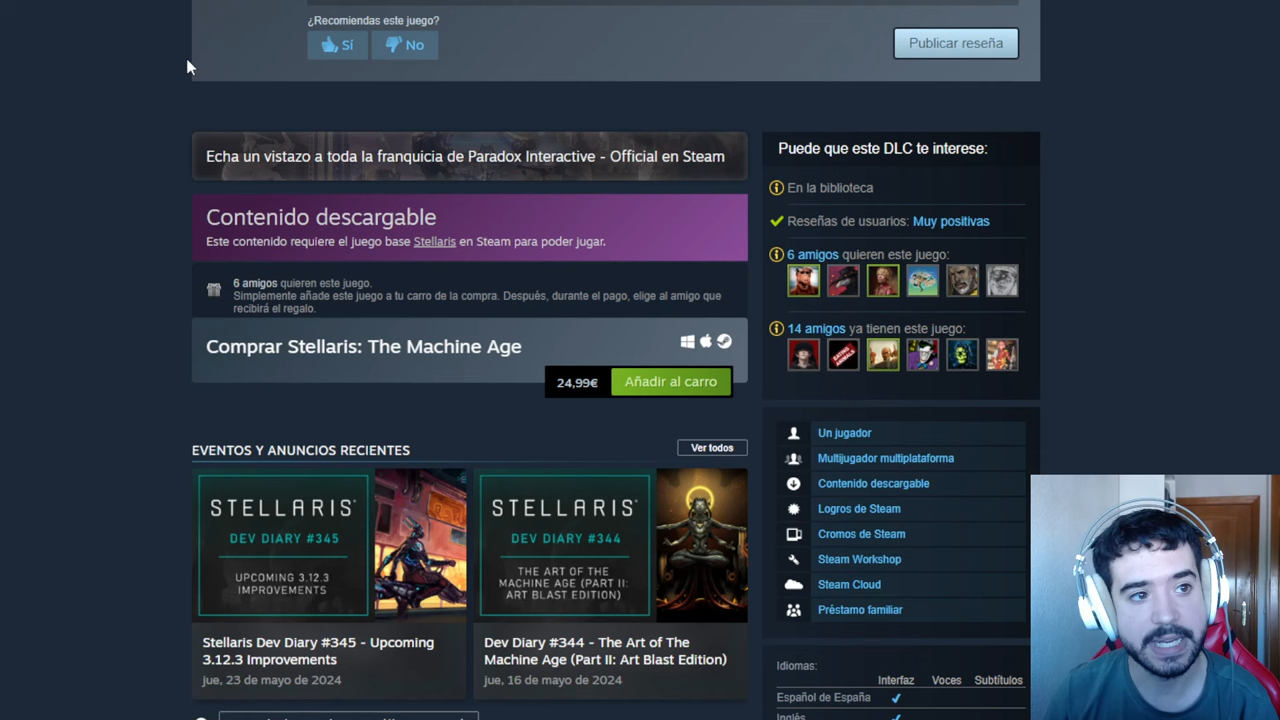 ¿Recomiendas este juego?
Sí
No
Publicar reseña
Echa un vistazo a toda la franquicia de Paradox Interactive - Official en Steam
Contenido descargable
Este contenido requiere el juego base Stellaris en Steam para poder jugar.
6 amigos quieren este juego.
Simplemente añade este juego a tu carro de la compra. Después, durante el pago, elige al amigo que
recibirá el regalo.
Comprar Stellaris: The Machine Age
24,99€
Añadir al carro
EVENTOS Y ANUNCIOS RECIENTES
Ver todos
STELLARIS
DEV DIARY #345
UPCOMING 3.12.3
IMPROVEMENTS
Stellaris Dev Diary #345 - Upcoming
3.12.3 Improvements
jue, 23 de mayo de 2024
STELLARIS
DEV DIARY #344
THE ART OF THE
MACHINE AGE (PART II:
ART BLAST EDITION)
Dev Diary #344 - The Art of The
Machine Age (Part II: Art Blast Edition)
jue, 16 de mayo de 2024
Puede que este DLC te interese:
En la biblioteca
Reseñas de usuarios: Muy positivas
6 amigos quieren este juego:
14 amigos ya tienen este juego:
Un jugador
Multijugador multiplataforma
Contenido descargable
Logros de Steam
Cromos de Steam
Steam Workshop
Steam Cloud
Préstamo familiar
Idiomas:
Interfaz Voces Subtítulos
Español de España
Inglés